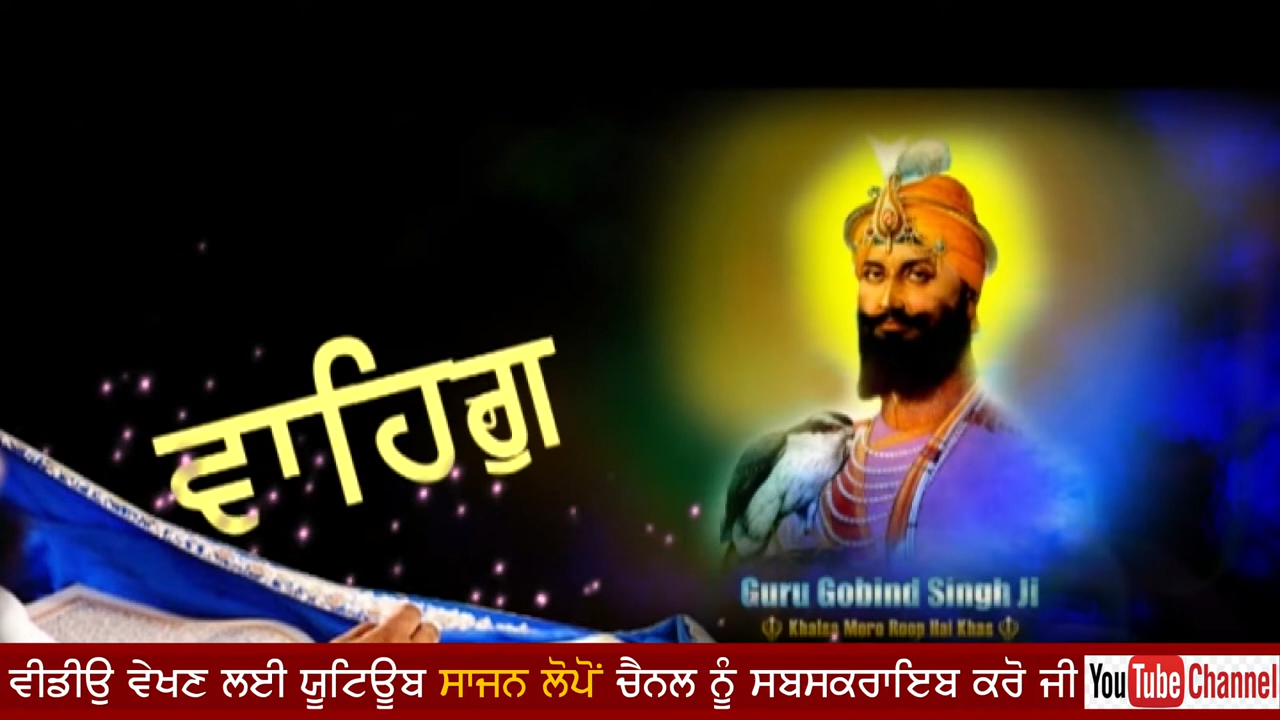 ਵਾਹਿਗੁ
Guru Gobind Singh Ji
Khalsa Mero Roop Hai Khas
ਵੀਡੀਉ ਵੇਖਣ ਲਈ ਯੂਟਿਊਬ ਸਾਜਨ ਲੋਪੋਂ ਚੈਨਲ ਨੂੰ ਸਬਸਕਰਾਇਬ ਕਰੋ ਜੀ YouTube Channel